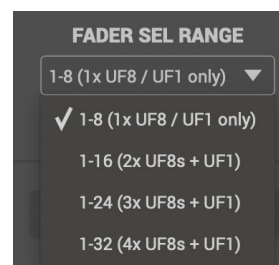 FADER SEL RANGE
1-8 (1x UF8 / UF1 only)
1-8 (1x UF8 / UF1 only)
1-16 (2x UF8s + UF1)
1-24 (3x UF8s + UF1)
1-32 (4x UF8s + UF1)